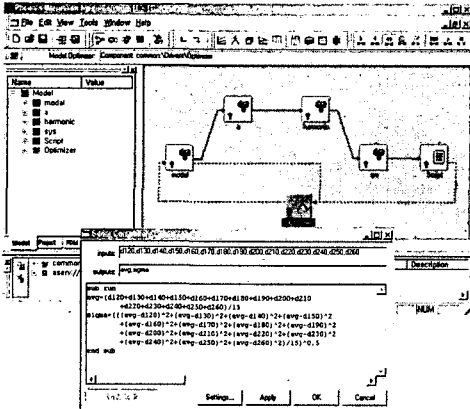 File Edit View Tools Window Help
Model Optimizer: Component common
Name Value
Model
modal
a
harmonic
sys
Script
Optimizer
a
modal
sys
Model
Description
NUM
inputs: d120,d130,d140,d150,d160,d170,d180,d190,d200,d210,d220,d230,d240,d250,d260
outputs: avg,sigma
sub run
avg=(d120+d130+d140+d150+d160+d170+d180+d190+d200+d210
+d220+d230+d240+d250+d260)/15
sigma=(((avg-d120)^2+(avg-d130)^2+(avg-d140)^2+(avg-d150)^2
+(avg-d160)^2+(avg-d170)^2+(avg-d180)^2+(avg-d190)^2
+(avg-d200)^2+(avg-d210)^2+(avg-d220)^2+(avg-d230)^2
+(avg-d240)^2+(avg-d250)^2+(avg-d260)^2)/15)^0.5
end sub
Settings... Apply OK Cancel